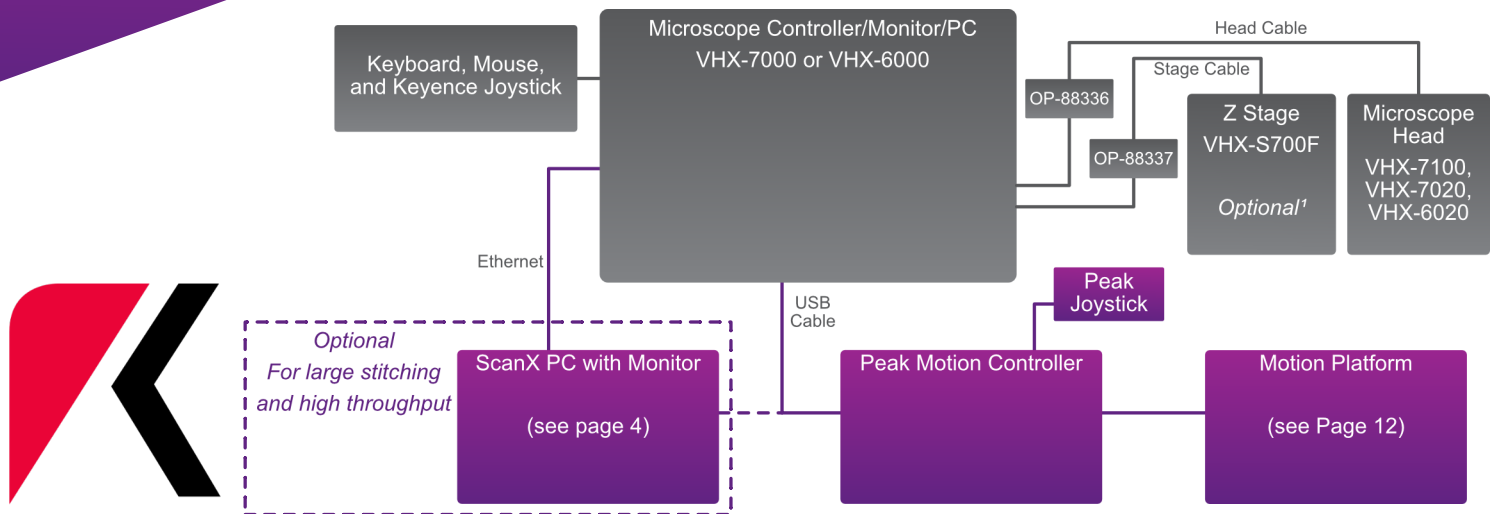 Microscope Controller/Monitor/PC
VHX-7000 or VHX-6000
Keyboard, Mouse,
and Keyence Joystick
Head Cable
Stage Cable
OP-88336
OP-88337
Z Stage
VHX-S700F
Optional¹
Microscope
Head
VHX-7100,
VHX-7020,
VHX-6020
Ethernet
USB
Cable
Peak
Joystick
Optional
For large stitching
and high throughput
ScanX PC with Monitor
(see page 4)
Peak Motion Controller
Motion Platform
(see Page 12)